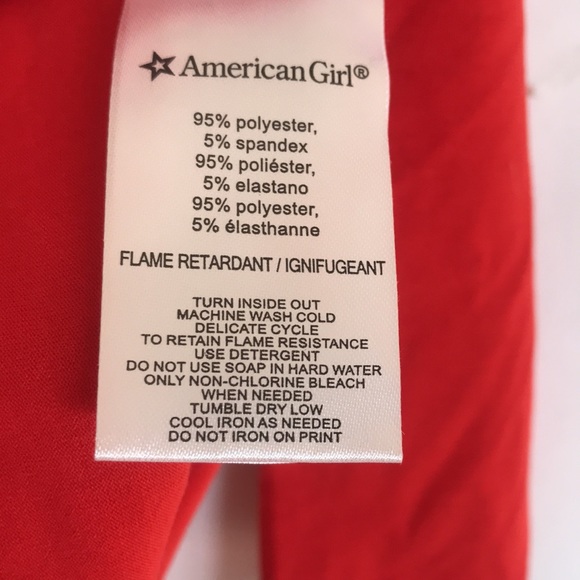 American Girl®
95% polyester,
5% spandex
95% poliéster,
5% elastano
95% polyester,
5% élasthanne
FLAME RETARDANT / IGNIFUGEANT
TURN INSIDE OUT
MACHINE WASH COLD
DELICATE CYCLE
TO RETAIN FLAME RESISTANCE
USE DETERGENT
DO NOT USE SOAP IN HARD WATER
ONLY NON-CHLORINE BLEACH
WHEN NEEDED
TUMBLE DRY LOW
COOL IRON AS NEEDED
DO NOT IRON ON PRINT